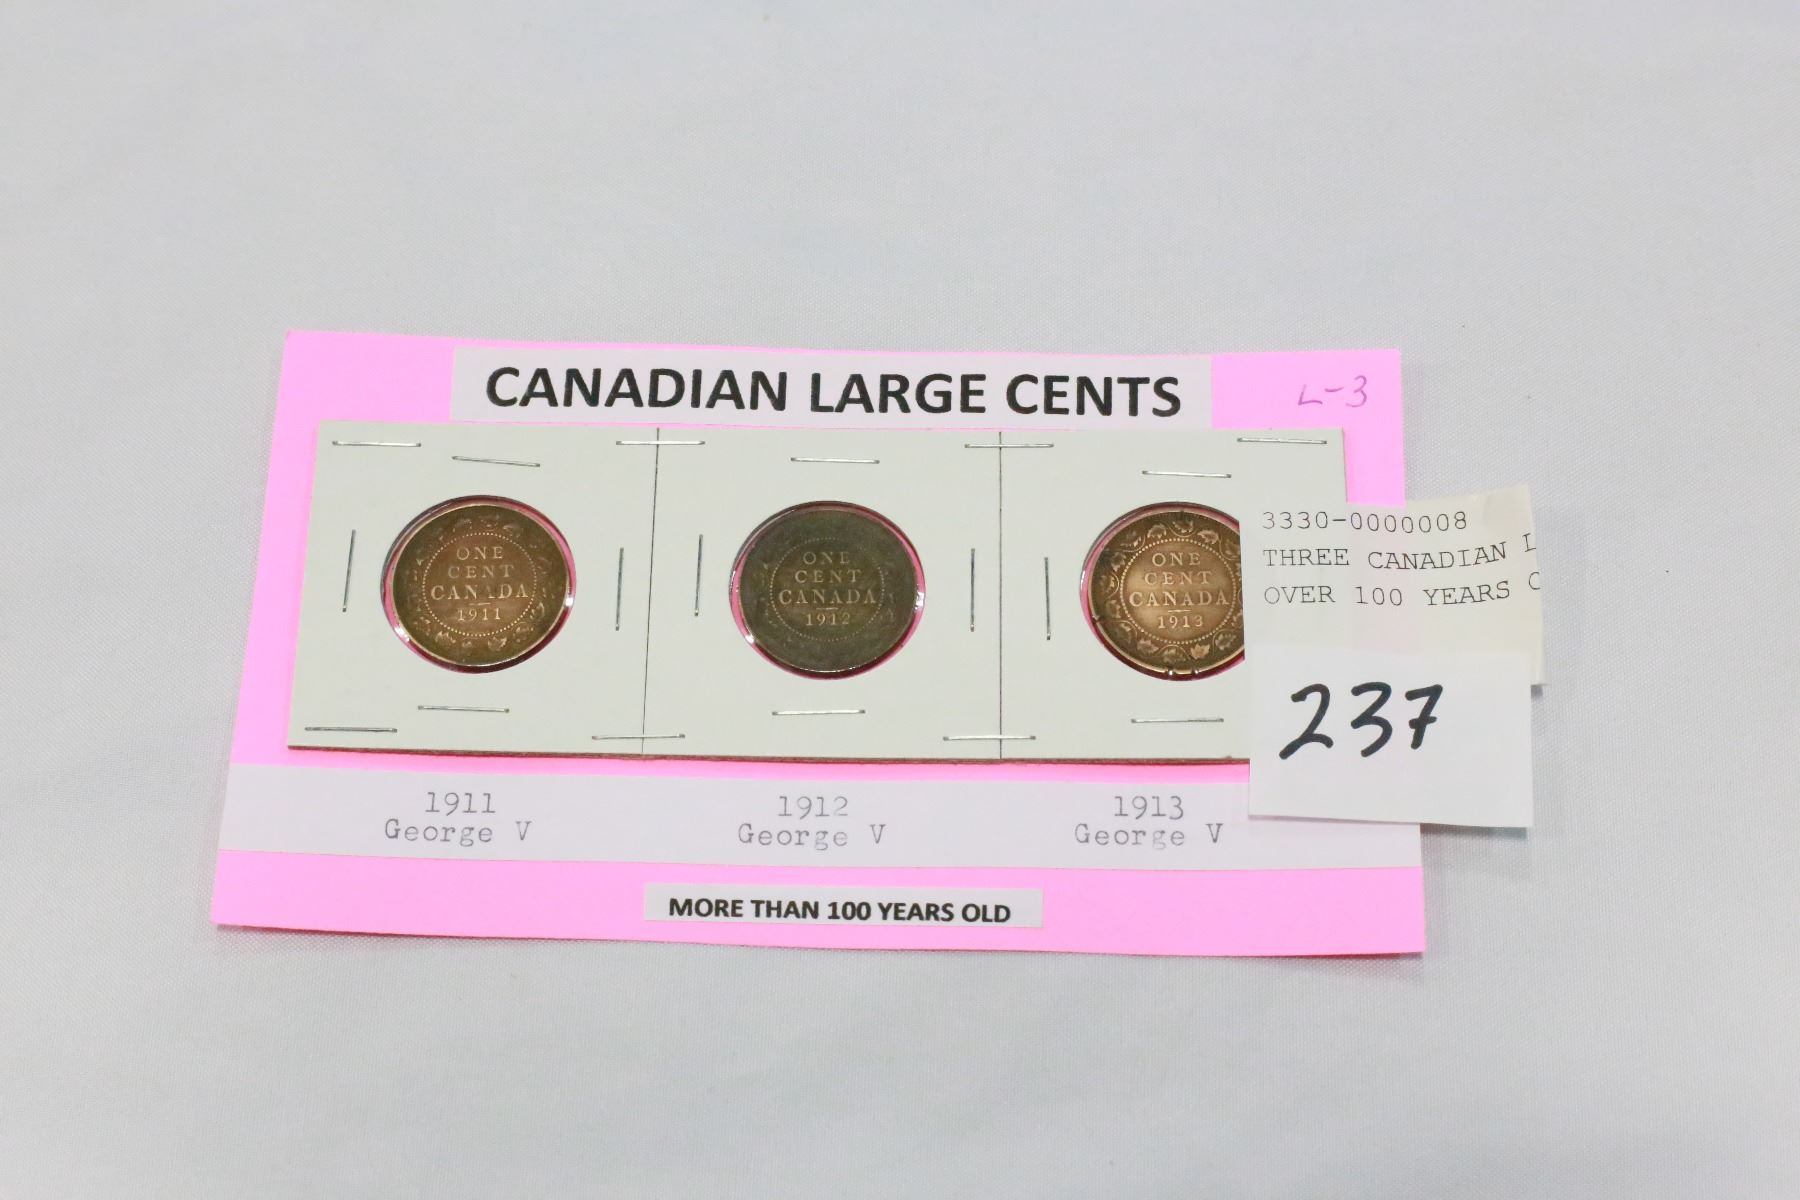 CANADIAN LARGE CENTS
L-3
ONE
CENT
CANADA
1911
ONE
CENT
CANADA
1912
ONE
CENT
CANADA
1913
3330-0000008
THREE CANADIAN L
OVER 100 YEARS
237
1911
George V
1912
George V
1913
George V
MORE THAN 100 YEARS OLD